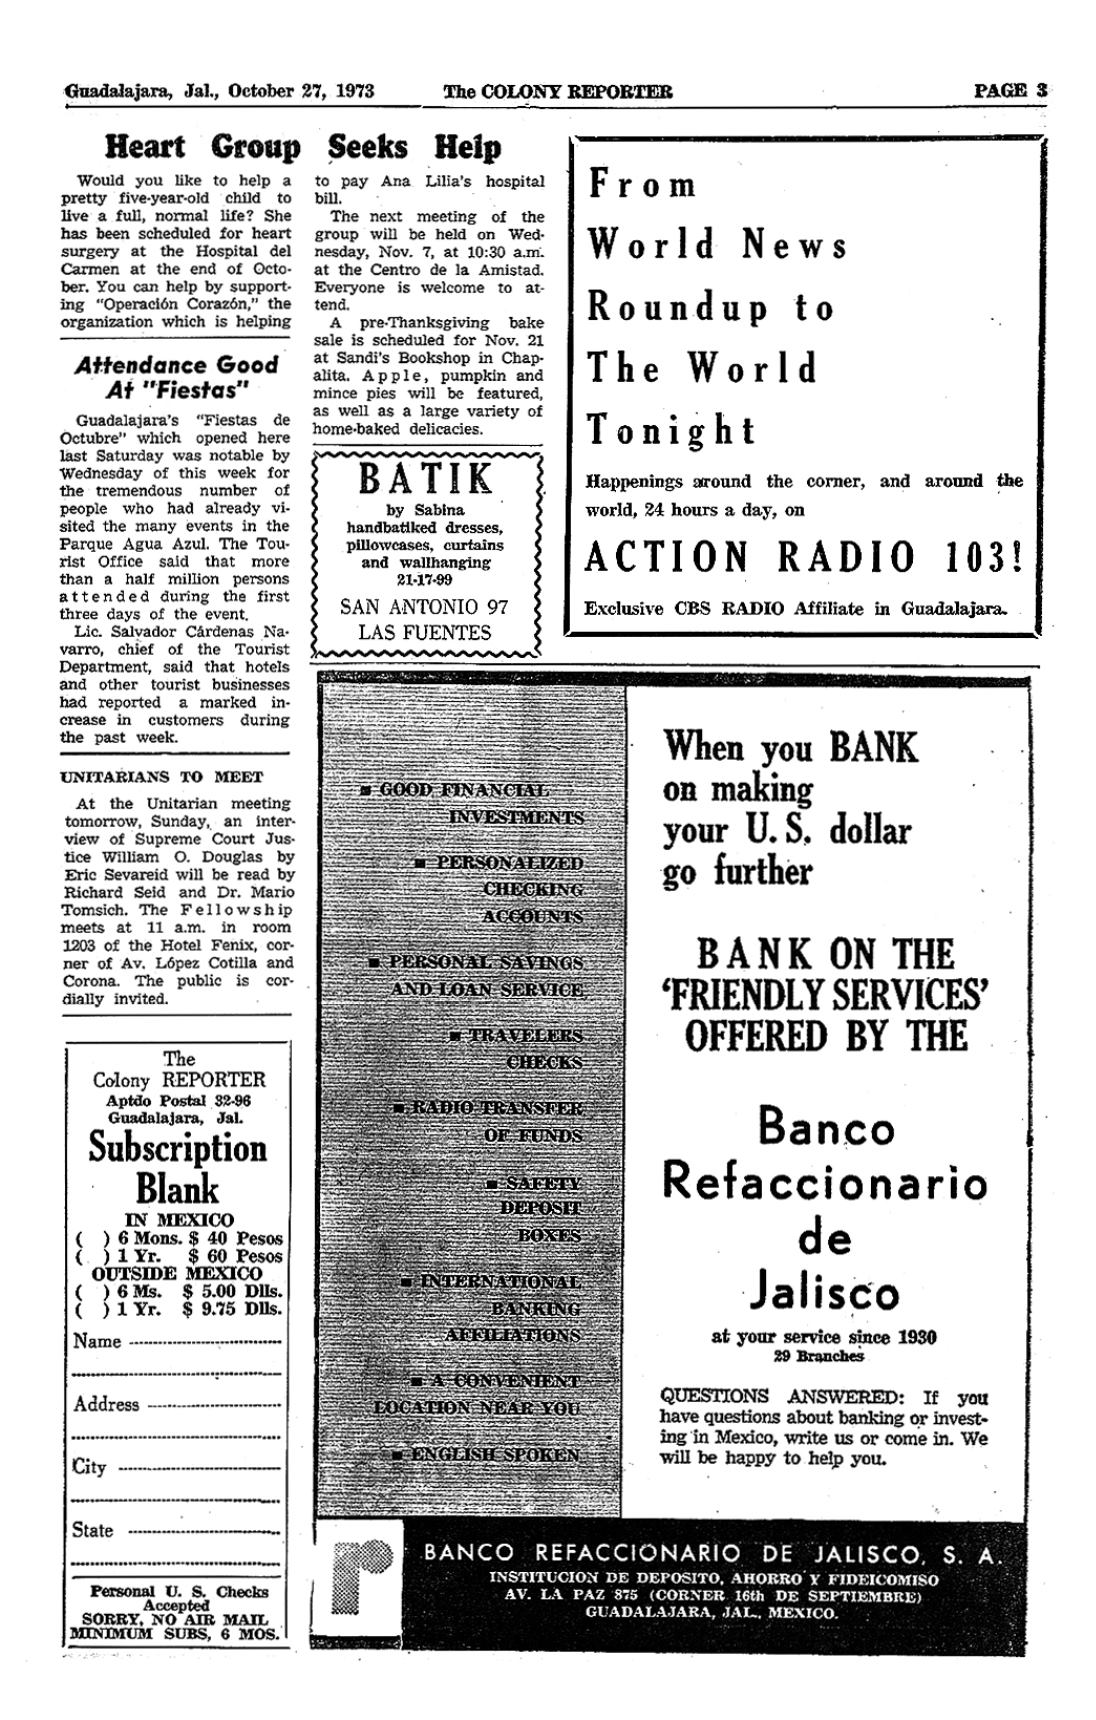 Guadalajara, Jal., October 27, 1973
The COLONY REPORTER
PAGE 3
Heart Group Seeks Help
Would you like to help a
pretty five-year-old child to
live a full, normal life? She
has been scheduled for heart
surgery at the Hospital del
Carmen at the end of Octo-
ber. You can help by support-
ing "Operación Corazón," the
organization which is helping
to pay Ana Lilia's hospital
bill.
The next meeting of the
group will be held on Wed-
nesday, Nov. 7, at 10:30 a.m.
at the Centro de la Amistad.
Everyone is welcome to at-
tend.
A pre-Thanksgiving bake
sale is scheduled for Nov. 21
at Sandi's Bookshop in Chap-
alita. Apple, pumpkin and
mince pies will be featured,
as well as a large variety of
home-baked delicacies.
Attendance Good
At "Fiestas"
Guadalajara's "Fiestas de
Octubre" which opened here
last Saturday was notable by
Wednesday of this week for
the tremendous number of
people who had already vi-
sited the many events in the
Parque Agua Azul. The Tou-
rist Office said that more
than a half million persons
attended during the first
three days of the event.
Lic. Salvador Cárdenas Na-
varro, chief of the Tourist
Department, said that hotels
and other tourist businesses
had reported a marked in-
crease in customers during
the past week.
UNITARIANS TO MEET
At the Unitarian meeting
tomorrow, Sunday, an inter-
view of Supreme Court Jus-
tice William O. Douglas by
Eric Sevareid will be read by
Richard Seid and Dr. Mario
Tomsich. The Fellowship
meets at 11 a.m. in room
1203 of the Hotel Fenix, cor-
ner of Av. López Cotilla and
Corona. The public is cor-
dially invited.
The
Colony REPORTER
Aptdo Postal 32-96
Guadalajara, Jal.
Subscription
Blank
IN MEXICO
( ) 6 Mons. $ 40 Pesos
( ) 1 Yr. $ 60 Pesos
OUTSIDE MEXICO
( ) 6 Ms. $ 5.00 Dlls.
( ) 1 Yr. $ 9.75 Dlls.
Name
Address
City
State
Personal U. S. Checks
Accepted
SORRY, NO AIR MAIL
MINIMUM SUBS, 6 MOS.
BATIK
by Sabina
handbatiked dresses,
pillowcases, curtains
and wallhanging
21-17-99
SAN ANTONIO 97
LAS FUENTES
From
World News
Roundup to
The World
Tonight
Happenings around the corner, and around the
world, 24 hours a day, on
ACTION RADIO 103!
Exclusive CBS RADIO Affiliate in Guadalajara.
■ GOOD FINANCIAL
INVESTMENTS
■ PERSONALIZED
CHECKING
ACCOUNTS
■ PERSONAL SAVINGS
AND LOAN SERVICE
■ TRAVELERS
CHECKS
■ RADIO TRANSFER
OF FUNDS
■ SAFETY
DEPOSIT
BOXES
■ INTERNATIONAL
BANKING
AFFILIATIONS
■ A CONVENIENT
LOCATION NEAR YOU
■ ENGLISH SPOKEN
When you BANK
on making
your U. S. dollar
go further
BANK ON THE
'FRIENDLY SERVICES'
OFFERED BY THE
Banco
Refaccionario
de
Jalisco
at your service since 1930
29 Branches
QUESTIONS ANSWERED: If you
have questions about banking or invest-
ing in Mexico, write us or come in. We
will be happy to help you.
r
BANCO REFACCIONARIO DE JALISCO, S. A.
INSTITUCION DE DEPOSITO, AHORRO Y FIDEICOMISO
AV. LA PAZ 875 (CORNER 16th DE SEPTIEMBRE)
GUADALAJARA, JAL., MEXICO.